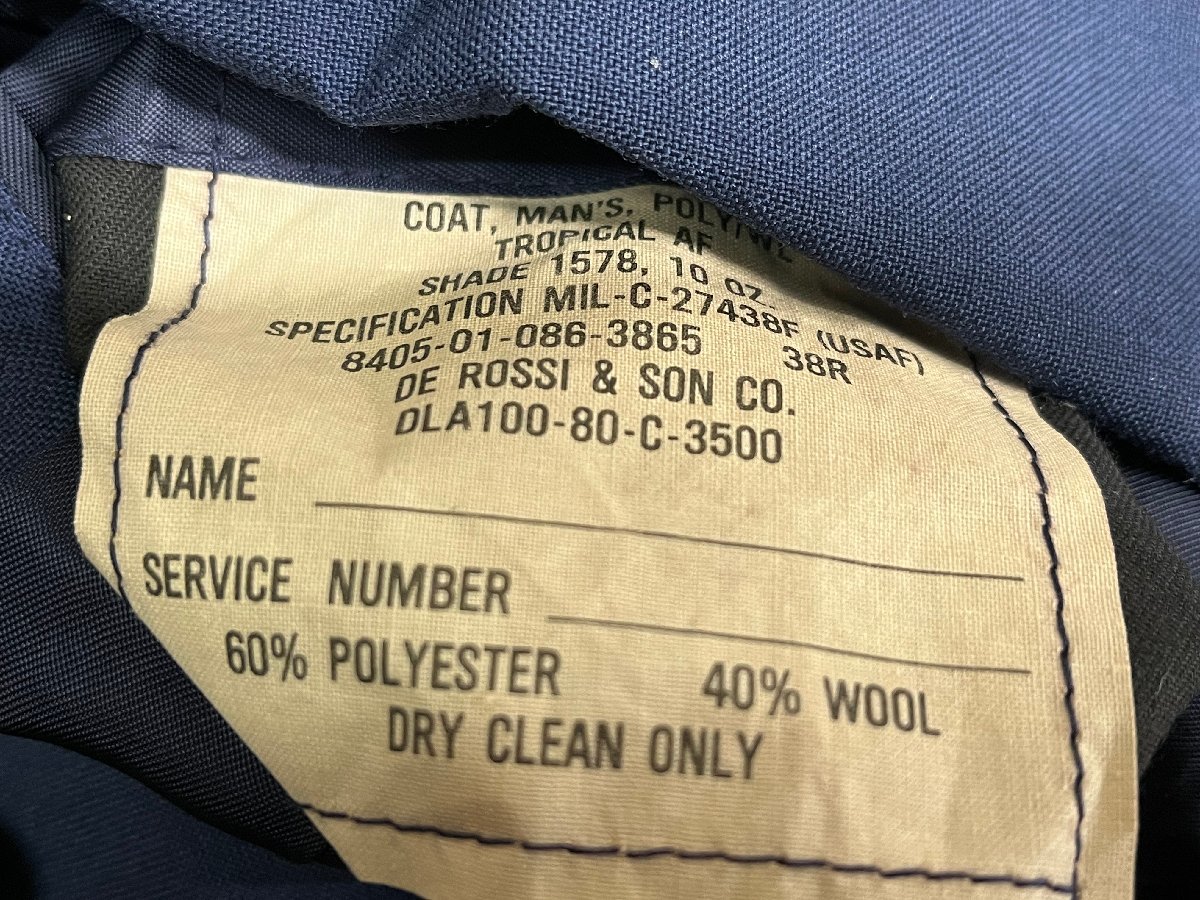 COAT, MAN'S, POLY/WL
TROPICAL AF
SHADE 1578, 10 OZ.
SPECIFICATION MIL-C-27438F (USAF)
8405-01-086-3865 38R
DE ROSSI & SON CO.
DLA100-80-C-3500
NAME
SERVICE NUMBER
60% POLYESTER 40% WOOL
DRY CLEAN ONLY